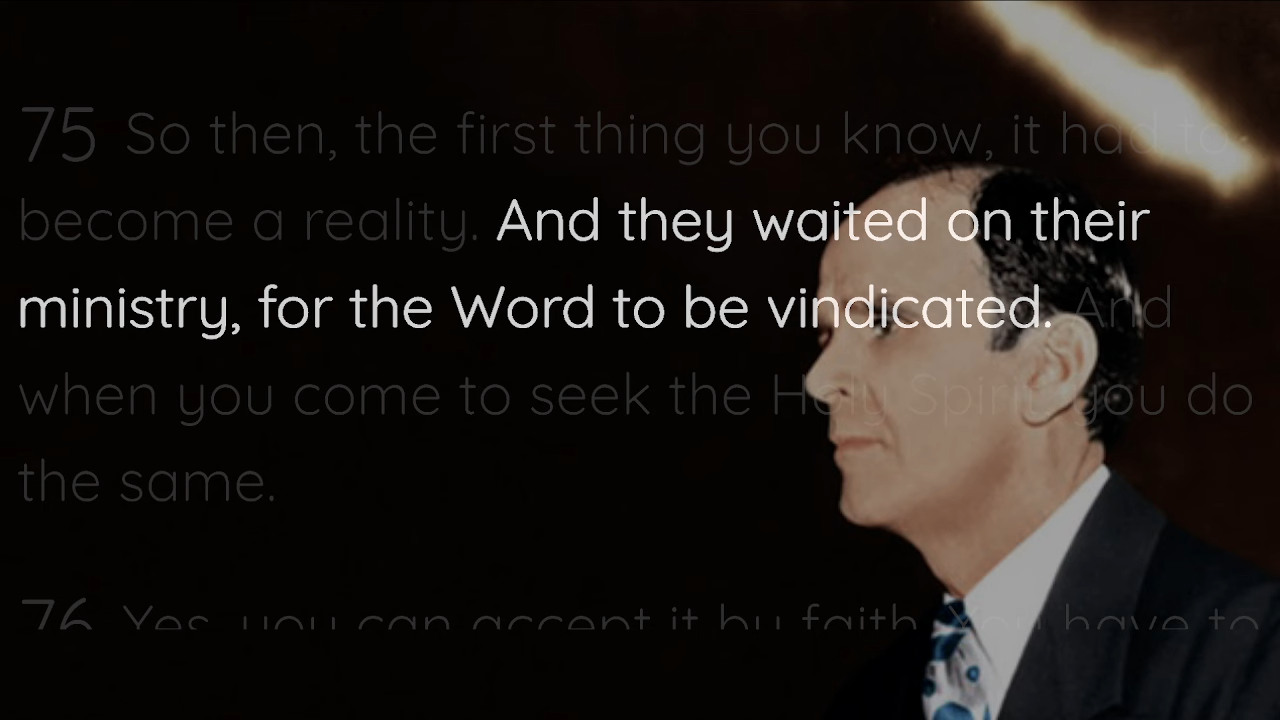 75 So then, the first thing you know, it had to
become a reality. And they waited on their
ministry, for the Word to be vindicated. And
when you come to seek the Holy Spirit you do
the same.
76 Yes, you can accept it by faith. You have to